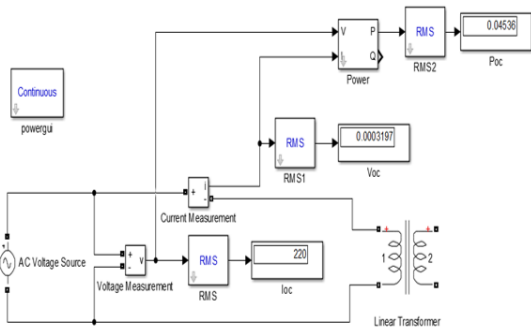 0.04536
V
P
RMS
I
Q
Poc
Power
RMS2
Continuous
powergui
0.0003197
RMS
RMS1
Voc
+
i
-
Current Measurement
+
+
+
v
-
AC Voltage Source
RMS
220
1
2
Voltage Measurement
RMS
Ioc
Linear Transformer